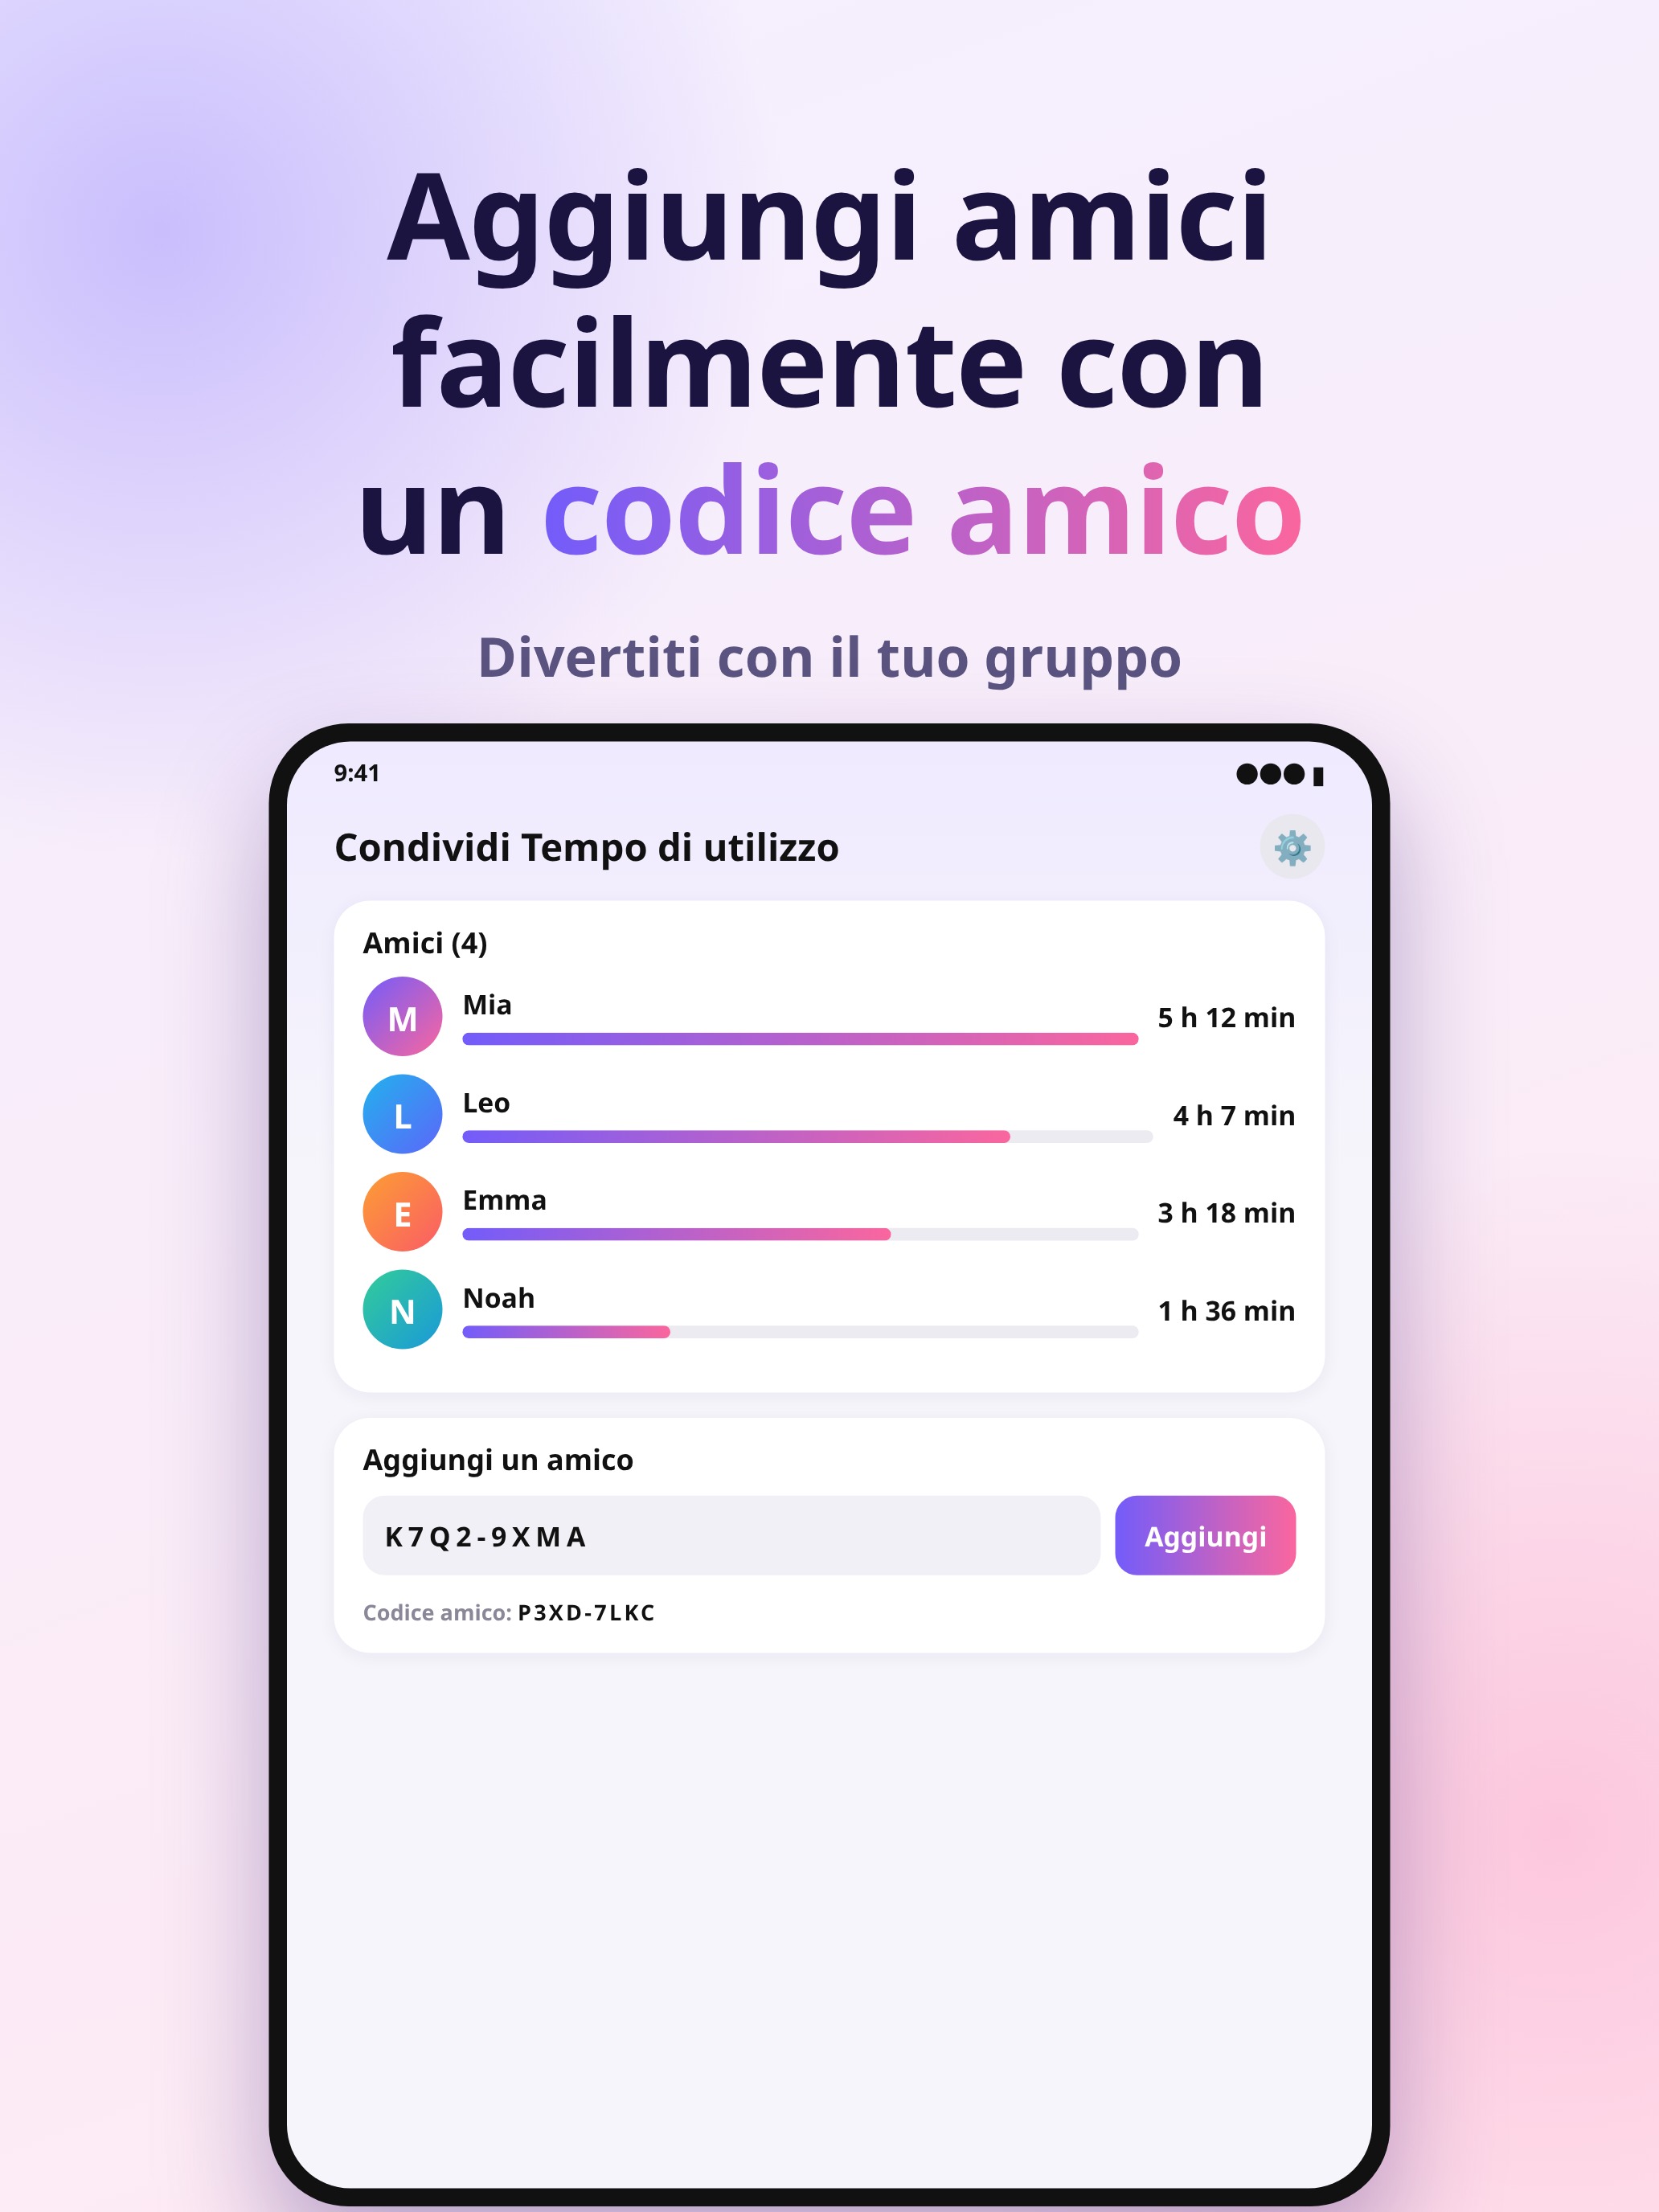 Aggiungi amici
facilmente con
un codice amico
Divertiti con il tuo gruppo
9:41
Condividi Tempo di utilizzo
Amici (4)
M
Mia
5 h 12 min
L
Leo
4 h 7 min
E
Emma
3 h 18 min
N
Noah
1 h 36 min
Aggiungi un amico
K7Q2-9XMA
Aggiungi
Codice amico: P3XD-7LKC